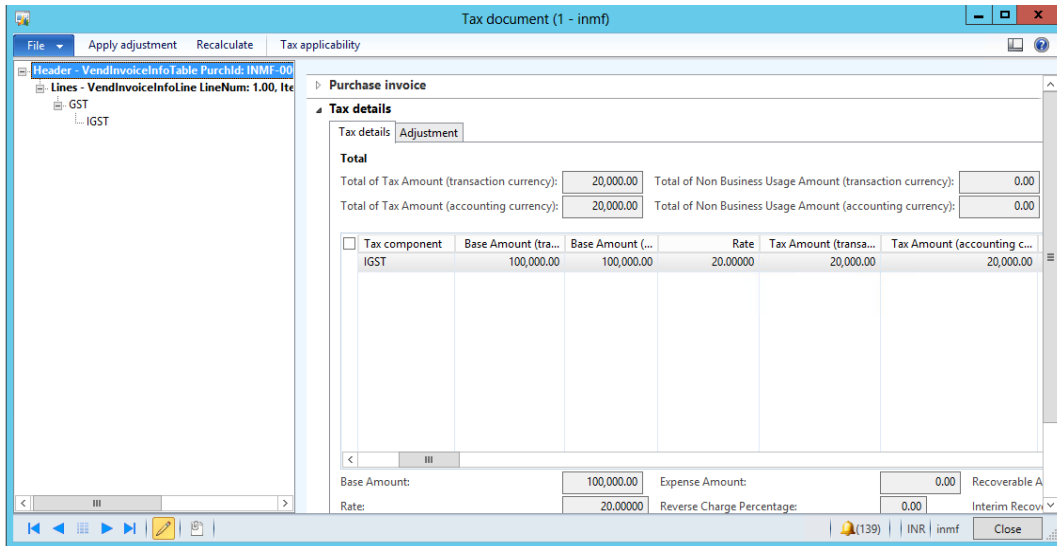 Tax document (1 - inmf)
File Apply adjustment Recalculate Tax applicability
Header - VendInvoiceInfoTable PurchId: INMF-00
Lines - VendInvoiceInfoLine LineNum: 1.00, Ite
GST
IGST
Purchase invoice
Tax details
Tax details Adjustment
Total
Total of Tax Amount (transaction currency): 20,000.00 Total of Non Business Usage Amount (transaction currency): 0.00
Total of Tax Amount (accounting currency): 20,000.00 Total of Non Business Usage Amount (accounting currency): 0.00
Tax component Base Amount (tra... Base Amount (... Rate Tax Amount (transa... Tax Amount (accounting c...
IGST 100,000.00 100,000.00 20.00000 20,000.00 20,000.00
Base Amount: 100,000.00 Expense Amount: 0.00 Recoverable A
Rate: 20.00000 Reverse Charge Percentage: 0.00 Interim Recov
(139) INR inmf Close